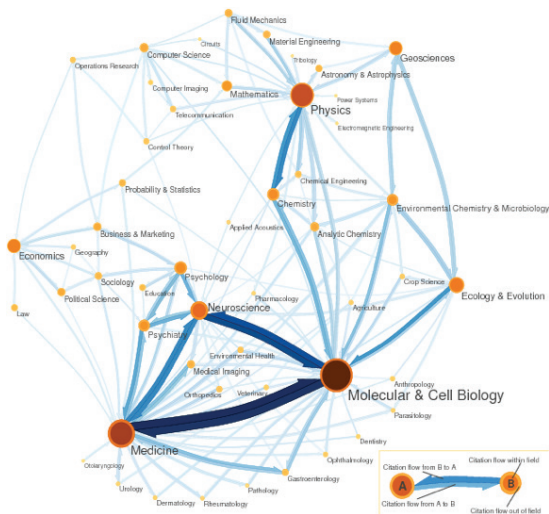 Fluid Mechanics
Circuits
Material Engineering
Computer Science
Tribology
Geosciences
Operations Research
Astronomy & Astrophysics
Computer Imaging
Mathematics
Physics
Power Systems
Telecommunication
Electromagnetic Engineering
Control Theory
Chemical Engineering
Probability & Statistics
Chemistry
Environmental Chemistry & Microbiology
Applied Acoustics
Analytic Chemistry
Business & Marketing
Economics
Geography
Psychology
Sociology
Crop Science
Education
Ecology & Evolution
Political Science
Pharmacology
Law
Neuroscience
Agriculture
Psychiatry
Environmental Health
Medical Imaging
Anthropology
Orthopedics
Veterinary
Molecular & Cell Biology
Parasitology
Medicine
Dentistry
Otolaryngology
Ophthalmology
Urology
Gastroenterology
Pathology
Dermatology
Rheumatology
Citation flow from B to A
Citation flow within field
A
B
Citation flow from A to B
Citation flow out of field